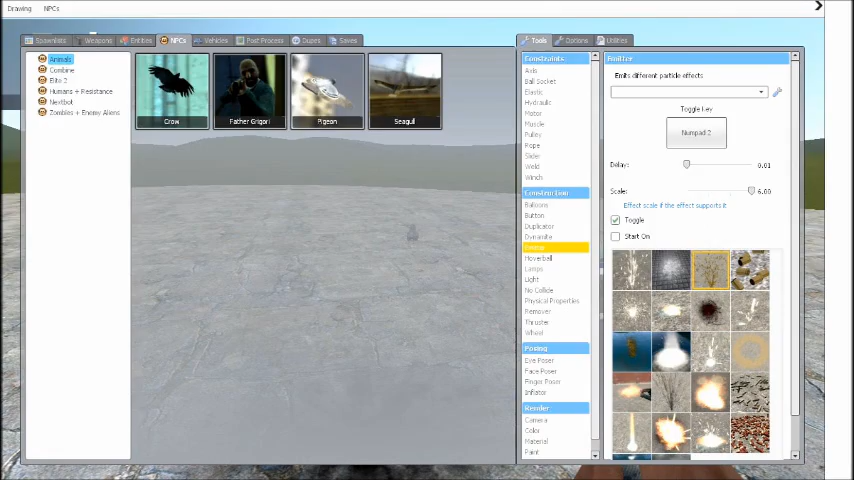 Drawing NPCs
Spawnlists Weapons Entities NPCs Vehicles Post Process Dupes Saves
Tools Options Utilities
Animals
Combine
Elite 2
Humans + Resistance
Nextbot
Zombies + Enemy Aliens
Crow
Father Grigori
Pigeon
Seagull
Constraints
Axis
Ball Socket
Elastic
Hydraulic
Motor
Muscle
Pulley
Rope
Slider
Weld
Winch
Construction
Balloons
Button
Duplicator
Dynamite
Emitter
Hoverball
Lamps
Light
No Collide
Physical Properties
Remover
Thruster
Wheel
Posing
Eye Poser
Face Poser
Finger Poser
Inflator
Render
Camera
Color
Material
Paint
Emitter
Emits different particle effects
Toggle Key
Numpad 2
Delay: 0.01
Scale: 6.00
Effect scale if the effect supports it
Toggle
Start On